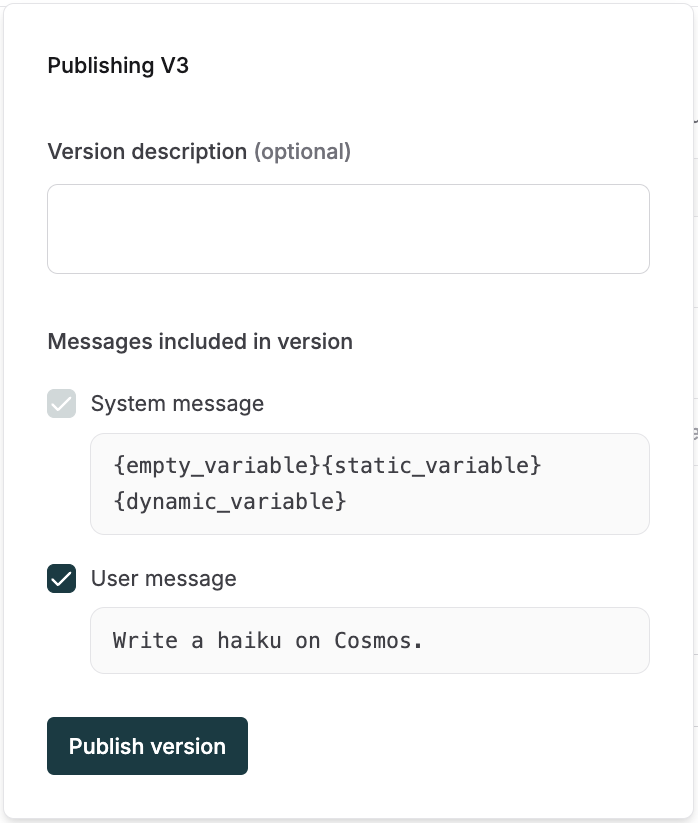 Publishing V3
Version description (optional)
Messages included in version
System message
{empty_variable}{static_variable}
{dynamic_variable}
User message
Write a haiku on Cosmos.
Publish version